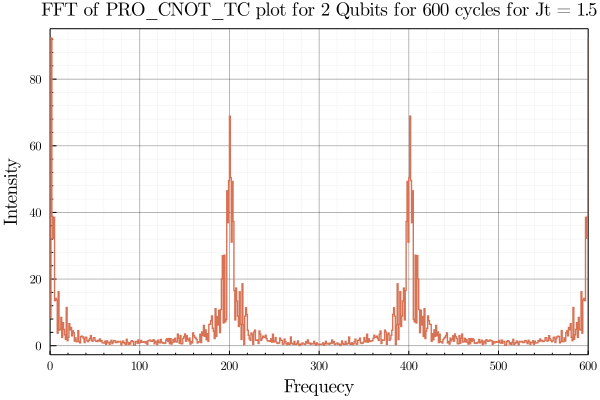 FFT of PRO_CNOT_TC plot for 2 Qubits for 600 cycles for Jt = 1.5
80
60
40
20
0
Intensity
0 100 200 300 400 500 600
Frequecy